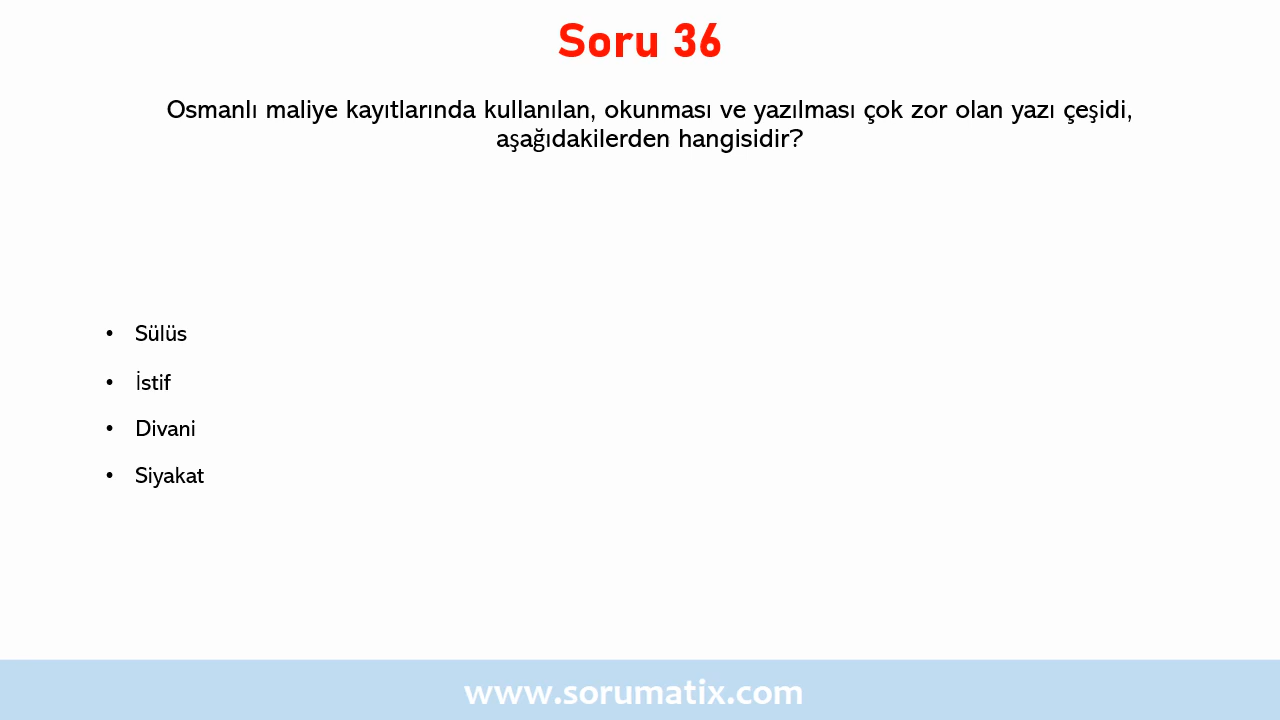 Soru 36
Osmanlı maliye kayıtlarında kullanılan, okunması ve yazılması çok zor olan yazı çeşidi,
aşağıdakilerden hangisidir?
• Sülüs
• İstif
• Divani
• Siyakat
www.sorumatix.com